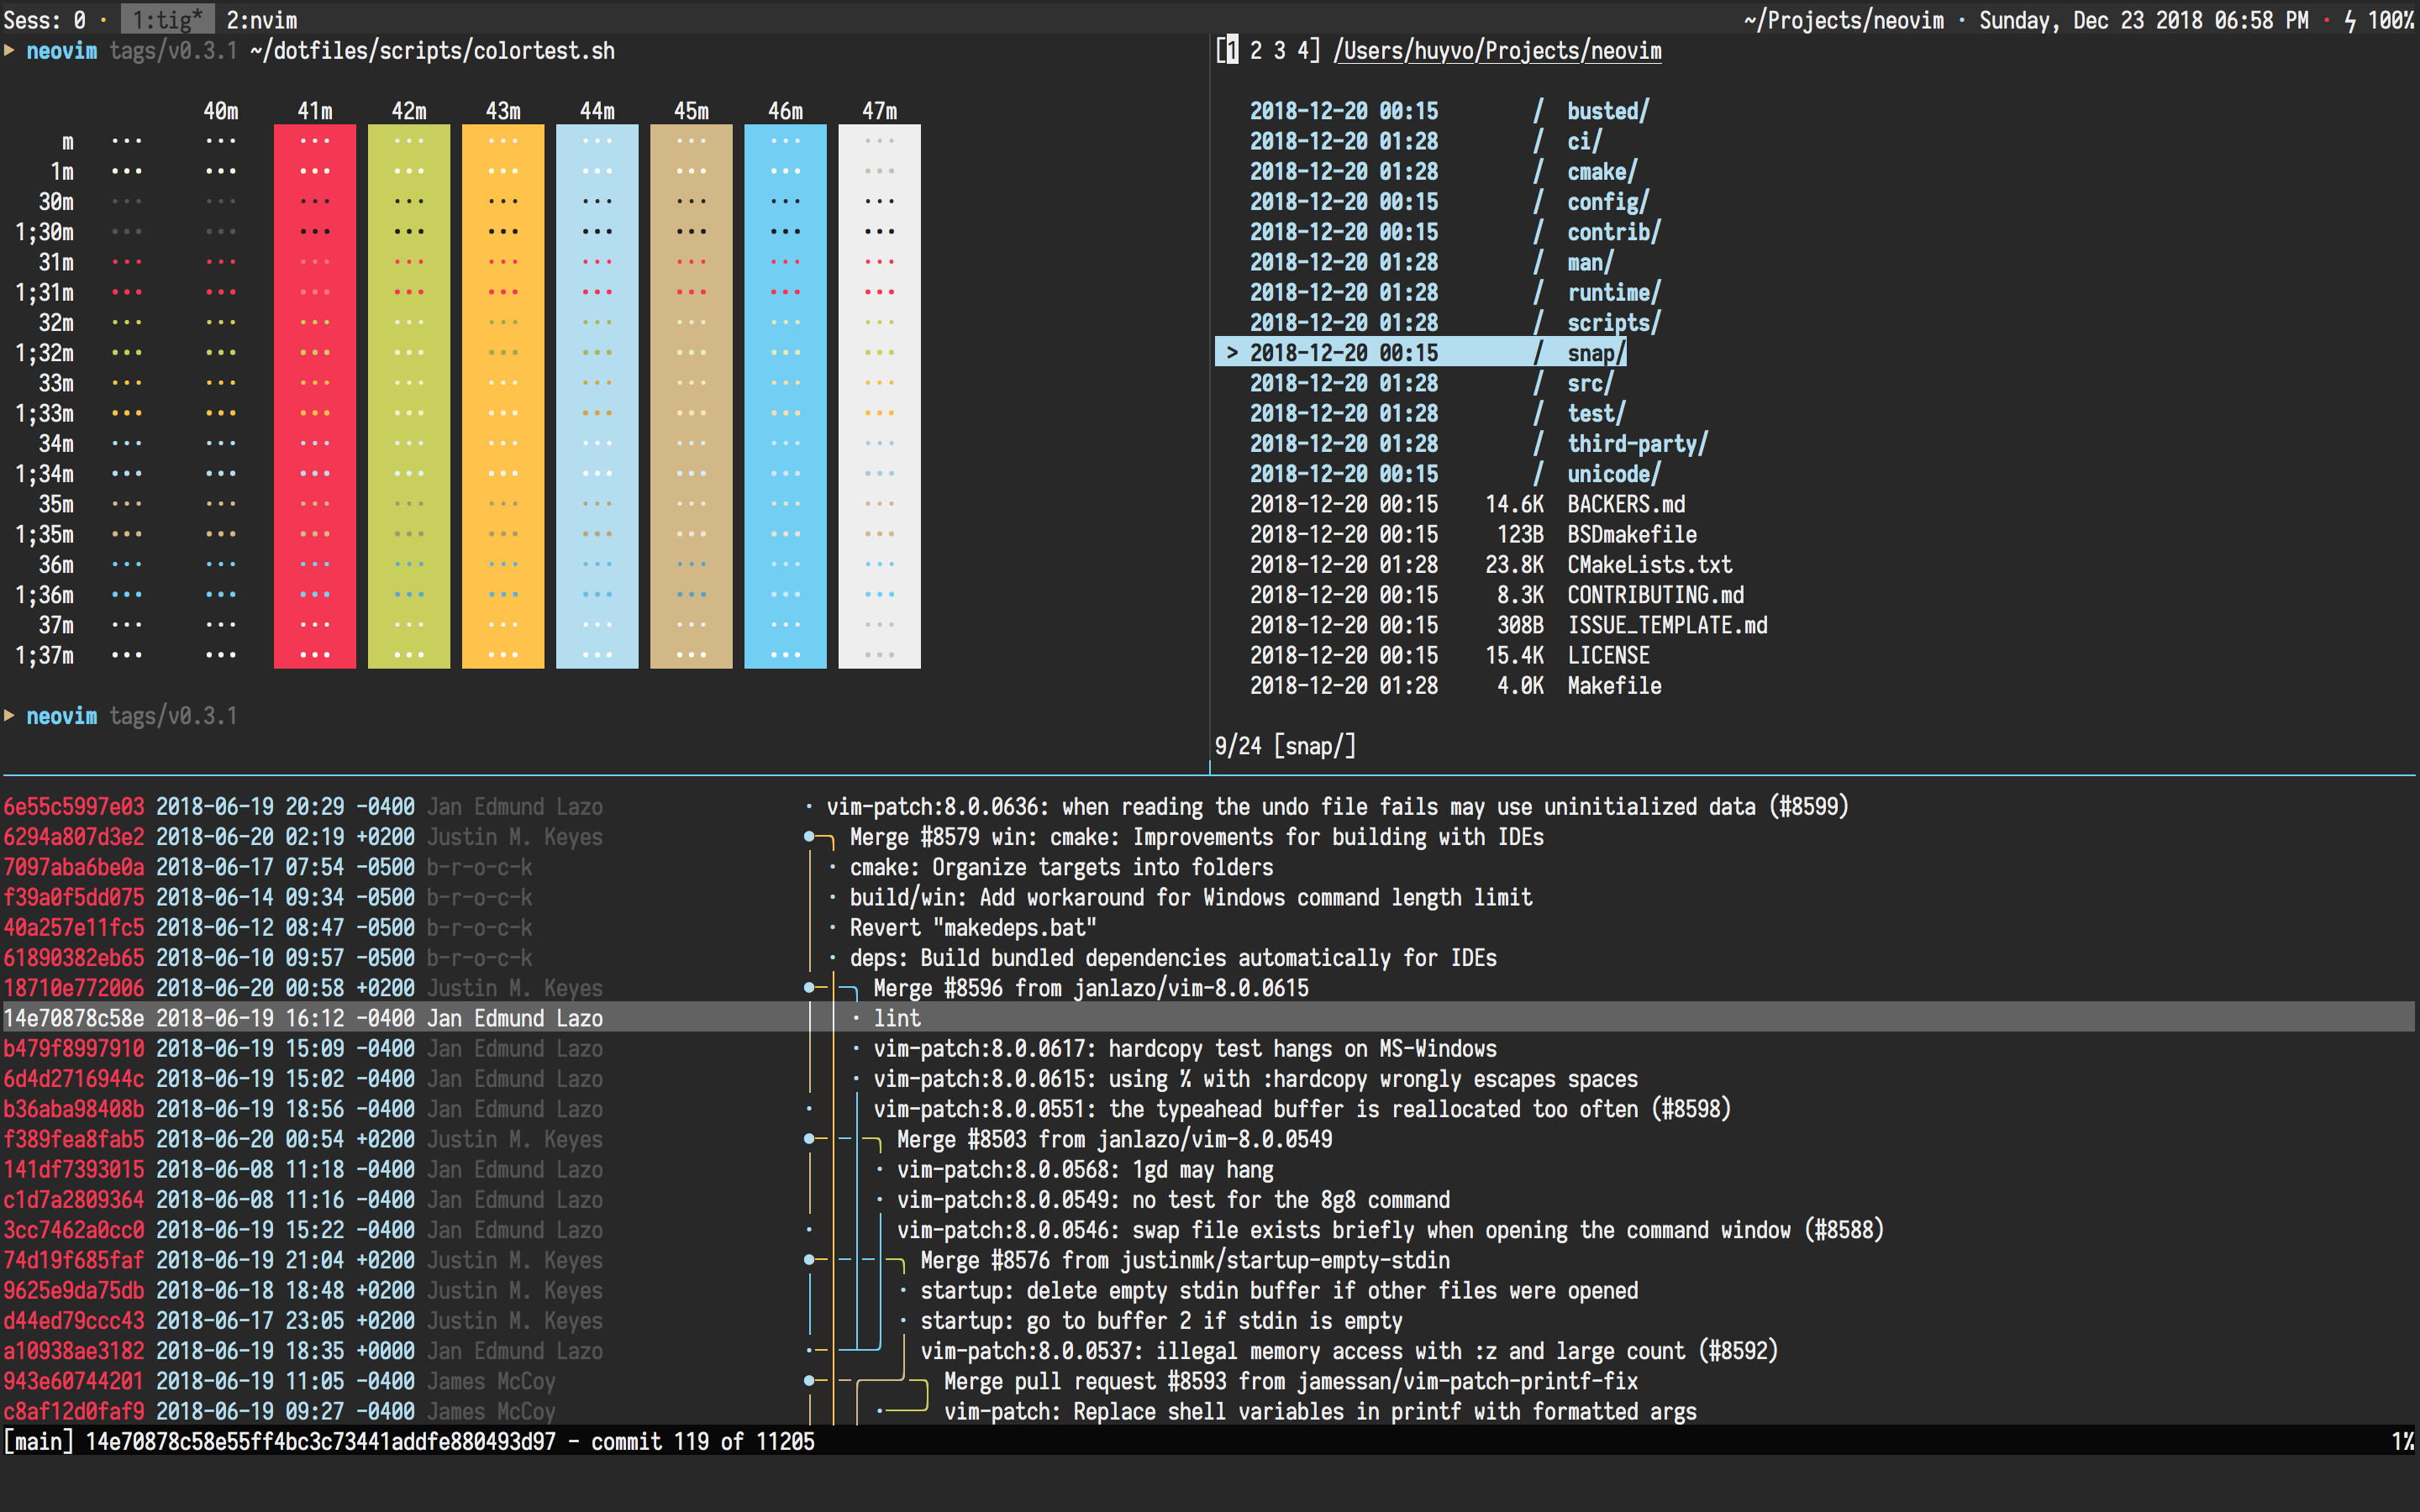 Sess: 0 · 1:tig* 2:nvim ~/Projects/neovim · Sunday, Dec 23 2018 06:58 PM · ϟ 100%
▶ neovim tags/v0.3.1 ~/dotfiles/scripts/colortest.sh
40m 41m 42m 43m 44m 45m 46m 47m
m ··· ··· ··· ··· ··· ··· ··· ··· ···
1m ··· ··· ··· ··· ··· ··· ··· ··· ···
30m ··· ··· ··· ··· ··· ··· ··· ··· ···
1;30m ··· ··· ··· ··· ··· ··· ··· ··· ···
31m ··· ··· ··· ··· ··· ··· ··· ··· ···
1;31m ··· ··· ··· ··· ··· ··· ··· ··· ···
32m ··· ··· ··· ··· ··· ··· ··· ··· ···
1;32m ··· ··· ··· ··· ··· ··· ··· ··· ···
33m ··· ··· ··· ··· ··· ··· ··· ··· ···
1;33m ··· ··· ··· ··· ··· ··· ··· ··· ···
34m ··· ··· ··· ··· ··· ··· ··· ··· ···
1;34m ··· ··· ··· ··· ··· ··· ··· ··· ···
35m ··· ··· ··· ··· ··· ··· ··· ··· ···
1;35m ··· ··· ··· ··· ··· ··· ··· ··· ···
36m ··· ··· ··· ··· ··· ··· ··· ··· ···
1;36m ··· ··· ··· ··· ··· ··· ··· ··· ···
37m ··· ··· ··· ··· ··· ··· ··· ··· ···
1;37m ··· ··· ··· ··· ··· ··· ··· ··· ···
▶ neovim tags/v0.3.1
[1 2 3 4] /Users/huyvo/Projects/neovim
2018-12-20 00:15 / busted/
2018-12-20 01:28 / ci/
2018-12-20 01:28 / cmake/
2018-12-20 00:15 / config/
2018-12-20 00:15 / contrib/
2018-12-20 01:28 / man/
2018-12-20 01:28 / runtime/
2018-12-20 01:28 / scripts/
> 2018-12-20 00:15 / snap/
2018-12-20 01:28 / src/
2018-12-20 01:28 / test/
2018-12-20 01:28 / third-party/
2018-12-20 00:15 / unicode/
2018-12-20 00:15 14.6K BACKERS.md
2018-12-20 00:15 123B BSDmakefile
2018-12-20 01:28 23.8K CMakeLists.txt
2018-12-20 00:15 8.3K CONTRIBUTING.md
2018-12-20 00:15 308B ISSUE_TEMPLATE.md
2018-12-20 00:15 15.4K LICENSE
2018-12-20 01:28 4.0K Makefile
9/24 [snap/]
6e55c5997e03 2018-06-19 20:29 -0400 Jan Edmund Lazo · vim-patch:8.0.0636: when reading the undo file fails may use uninitialized data (#8599)
6294a807d3e2 2018-06-20 02:19 +0200 Justin M. Keyes Merge #8579 win: cmake: Improvements for building with IDEs
7097aba6be0a 2018-06-17 07:54 -0500 b-r-o-c-k · cmake: Organize targets into folders
f39a0f5dd075 2018-06-14 09:34 -0500 b-r-o-c-k · build/win: Add workaround for Windows command length limit
40a257e11fc5 2018-06-12 08:47 -0500 b-r-o-c-k · Revert "makedeps.bat"
61890382eb65 2018-06-10 09:57 -0500 b-r-o-c-k · deps: Build bundled dependencies automatically for IDEs
18710e772006 2018-06-20 00:58 +0200 Justin M. Keyes Merge #8596 from janlazo/vim-8.0.0615
14e70878c58e 2018-06-19 16:12 -0400 Jan Edmund Lazo · lint
b479f8997910 2018-06-19 15:09 -0400 Jan Edmund Lazo · vim-patch:8.0.0617: hardcopy test hangs on MS-Windows
6d4d2716944c 2018-06-19 15:02 -0400 Jan Edmund Lazo · vim-patch:8.0.0615: using % with :hardcopy wrongly escapes spaces
b36aba98408b 2018-06-19 18:56 -0400 Jan Edmund Lazo · vim-patch:8.0.0551: the typeahead buffer is reallocated too often (#8598)
f389fea8fab5 2018-06-20 00:54 +0200 Justin M. Keyes Merge #8503 from janlazo/vim-8.0.0549
141df7393015 2018-06-08 11:18 -0400 Jan Edmund Lazo · vim-patch:8.0.0568: 1gd may hang
c1d7a2809364 2018-06-08 11:16 -0400 Jan Edmund Lazo · vim-patch:8.0.0549: no test for the 8g8 command
3cc7462a0cc0 2018-06-19 15:22 -0400 Jan Edmund Lazo · vim-patch:8.0.0546: swap file exists briefly when opening the command window (#8588)
74d19f685faf 2018-06-19 21:04 +0200 Justin M. Keyes Merge #8576 from justinmk/startup-empty-stdin
9625e9da75db 2018-06-18 18:48 +0200 Justin M. Keyes · startup: delete empty stdin buffer if other files were opened
d44ed79ccc43 2018-06-17 23:05 +0200 Justin M. Keyes · startup: go to buffer 2 if stdin is empty
a10938ae3182 2018-06-19 18:35 +0000 Jan Edmund Lazo · vim-patch:8.0.0537: illegal memory access with :z and large count (#8592)
943e60744201 2018-06-19 11:05 -0400 James McCoy Merge pull request #8593 from jamessan/vim-patch-printf-fix
c8af12d0faf9 2018-06-19 09:27 -0400 James McCoy · vim-patch: Replace shell variables in printf with formatted args
[main] 14e70878c58e55ff4bc3c73441addfe880493d97 - commit 119 of 11205 1%